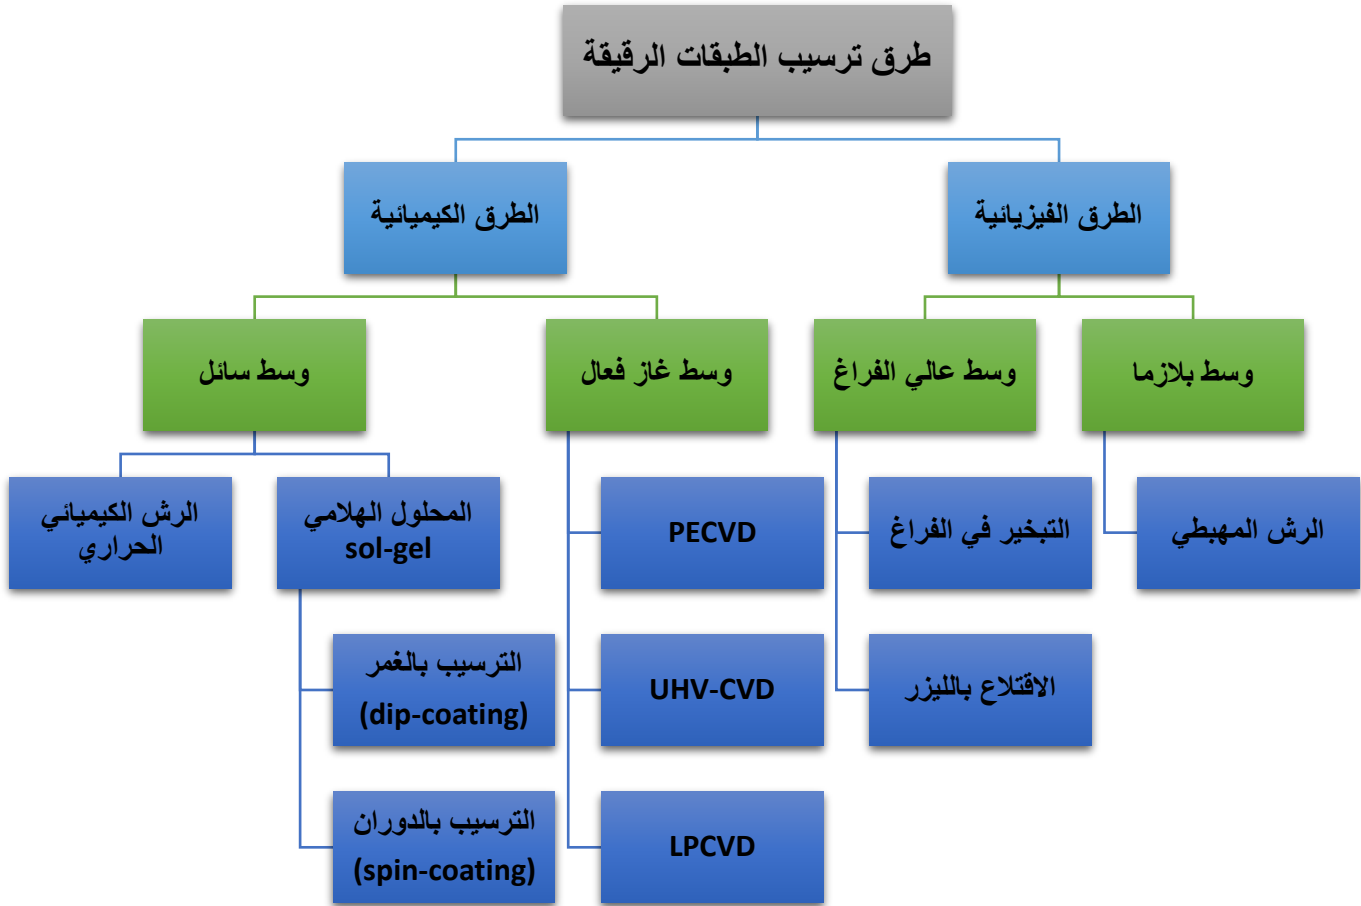 طرق ترسيب الطبقات الرقيقة
الطرق الفيزيائية
الطرق الكيميائية
وسط بلازما
وسط عالي الفراغ
وسط غاز فعال
وسط سائل
الرش المهبطي
التبخير في الفراغ
PECVD
المحلول الهلامي
sol-gel
الرش الكيميائي
الحراري
الاقتلاع بالليزر
UHV-CVD
الترسيب بالغمر
(dip-coating)
LPCVD
الترسيب بالدوران
(spin-coating)